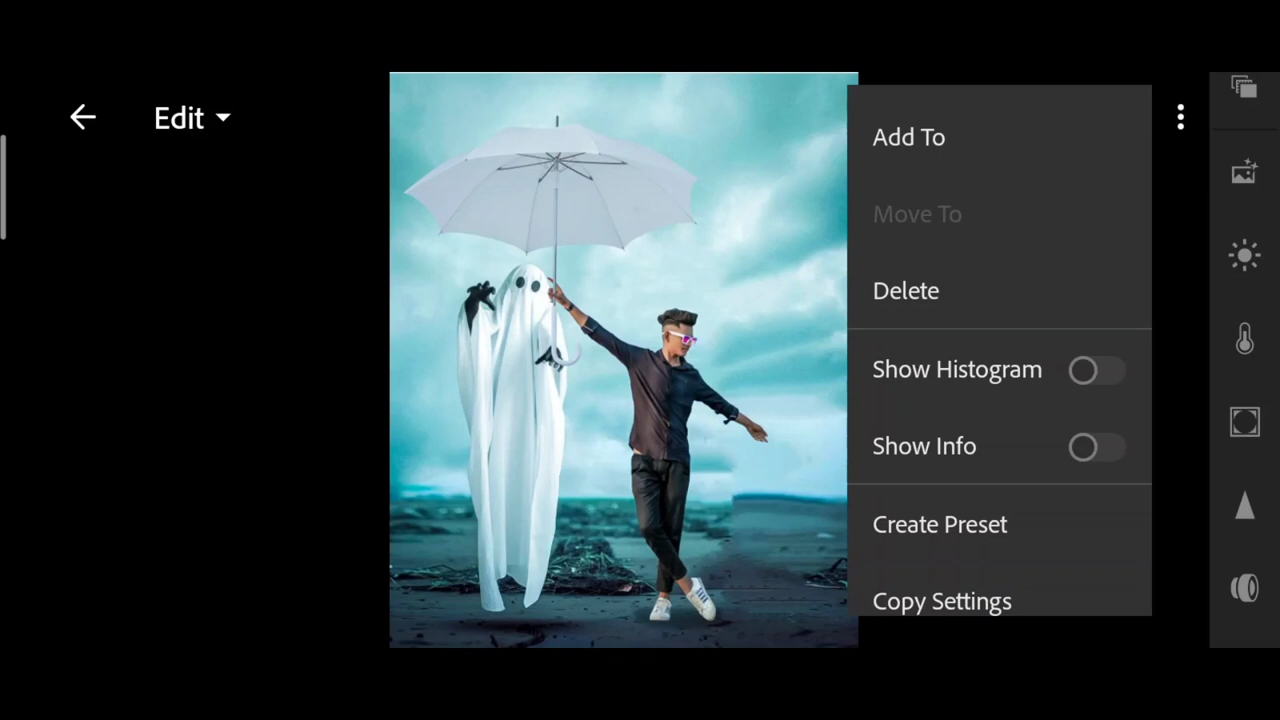 Edit
Add To
Move To
Delete
Show Histogram
Show Info
Create Preset
Copy Settings